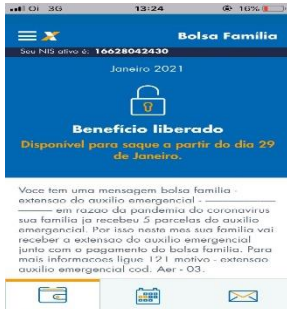 OI 3G 13:24 16%
Bolsa Família
Seu NIS ativo é: 16628042430
Janeiro 2021
Benefício liberado
Disponível para saque a partir do dia 29
de Janeiro.
Voce tem uma mensagem bolsa familia -
extensao do auxilio emergencial - ————
———— em razao da pandemia do coronavirus
sua familia ja recebeu 5 parcelas do auxilio
emergencial. Por isso neste mes sua familia vai
receber a extensao do auxilio emergencial
junto com o pagamento do bolsa familia. Para
mais informacoes ligue 121 motivo - extensao
auxilio emergencial cod. Aer - 03.